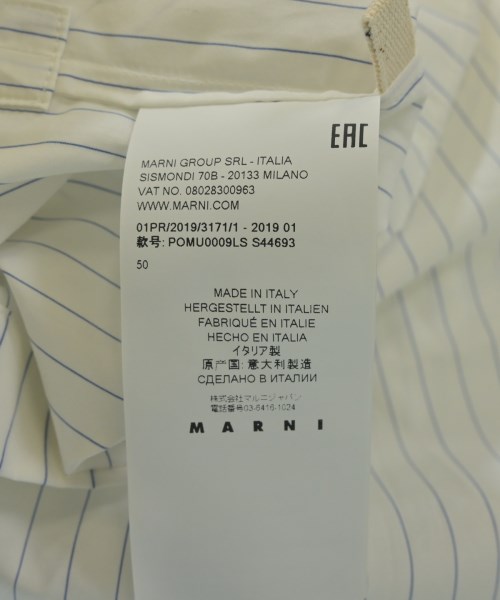 EAC
MARNI GROUP SRL - ITALIA
SISMONDI 70B - 20133 MILANO
VAT NO. 08028300963
WWW.MARNI.COM
01PR/2019/3171/1 - 2019 01
款号: POMU0009LS S44693
50
MADE IN ITALY
HERGESTELLT IN ITALIEN
FABRIQUÉ EN ITALIE
HECHO EN ITALIA
イタリア製
原产国: 意大利製造
СДЕЛАНО В ИТАЛИИ
株式会社マルニジャパン
電話番号03-6416-1024
MARNI